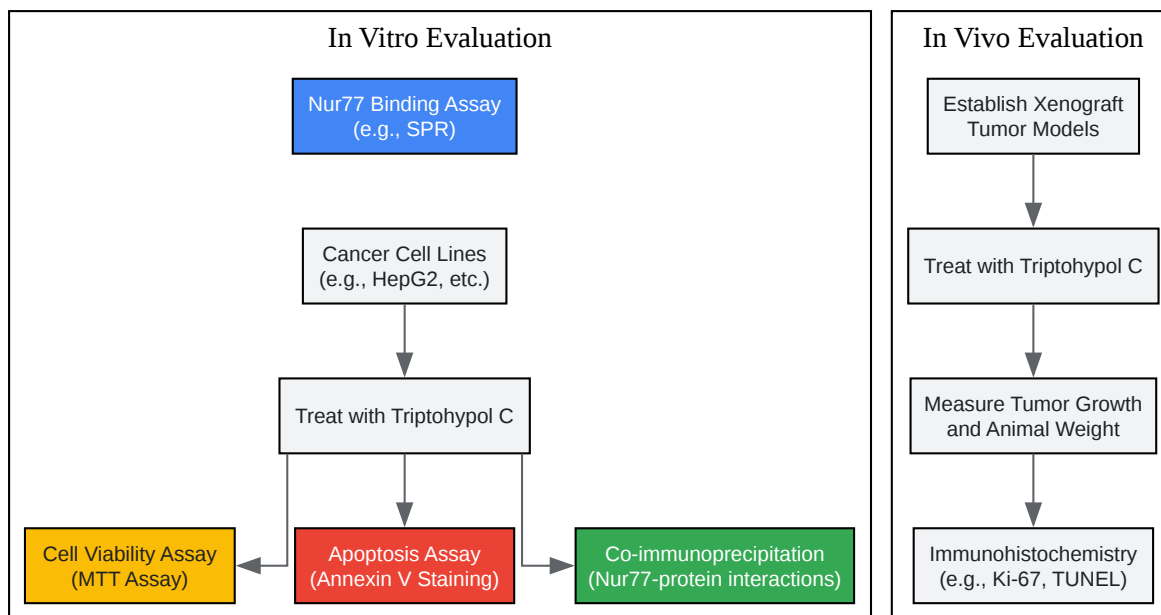 In Vitro Evaluation
Nur77 Binding Assay
(e.g., SPR)
Cancer Cell Lines
(e.g., HepG2, etc.)
Treat with Triptohypol C
Cell Viability Assay
(MTT Assay)
Apoptosis Assay
(Annexin V Staining)
Co-immunoprecipitation
(Nur77-protein interactions)
In Vivo Evaluation
Establish Xenograft
Tumor Models
Treat with Triptohypol C
Measure Tumor Growth
and Animal Weight
Immunohistochemistry
(e.g., Ki-67, TUNEL)